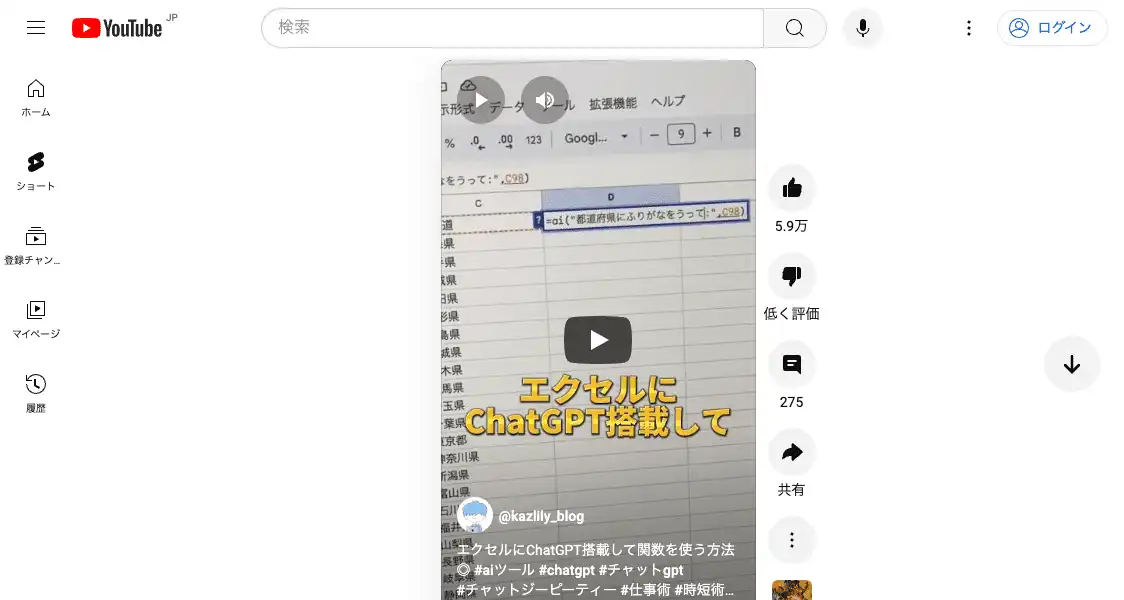 YouTube JP
検索
ログイン
ホーム
ショート
登録チャン...
マイページ
履歴
示形式 データ ツール 拡張機能 ヘルプ
% .0 .00 123 Googl... − 9 + B
なをうって:",C98)
C D
道 =ai("都道府県にふりがなをうって:",C98)
県
県
城県
田県
形県
島県
城県
木県
馬県
玉県
千葉県
東京都
神奈川県
新潟県
富山県
石川
福井
山梨県
長野県
岐阜県
静岡県
エクセルに
ChatGPT搭載して
@kazlily_blog
エクセルにChatGPT搭載して関数を使う方法
◎ #aiツール #chatgpt #チャットgpt
#チャットジーピーティー #仕事術 #時短術...
5.9万
低く評価
275
共有